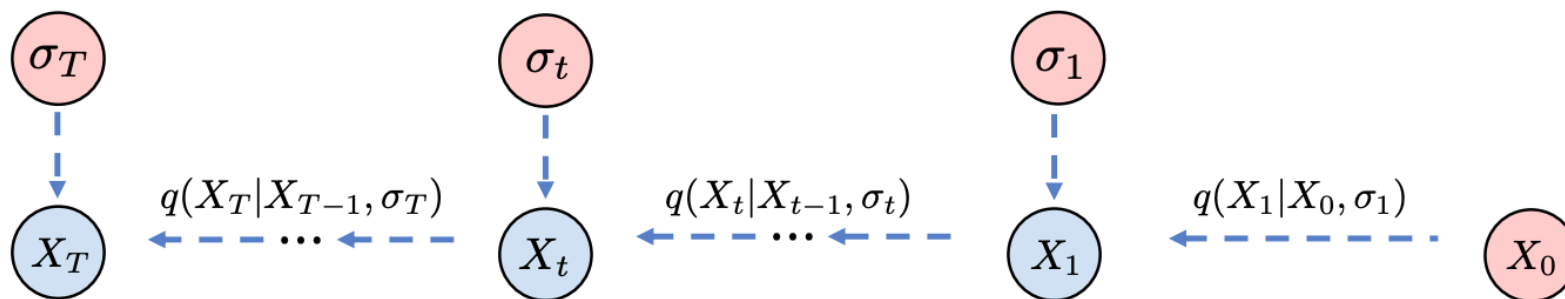 σ_T σ_t σ_1
q(X_T|X_{T−1}, σ_T) q(X_t|X_{t−1}, σ_t) q(X_1|X_0, σ_1)
X_T ··· X_t ··· X_1 X_0